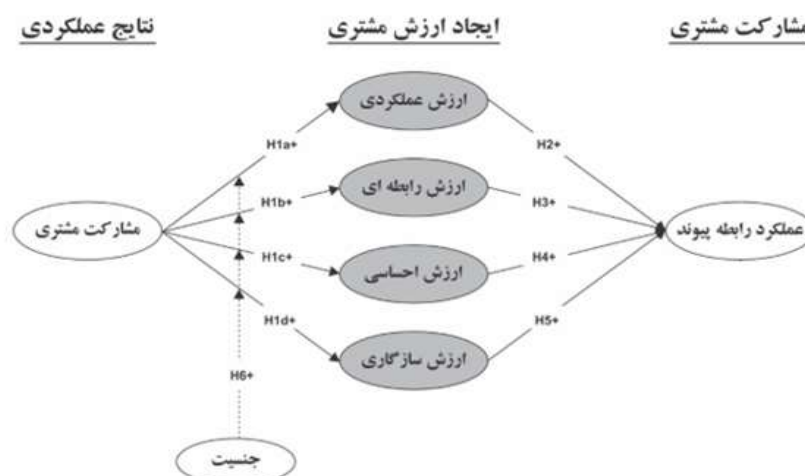 مشارکت مشتری
ایجاد ارزش مشتری
نتایج عملکردی
ارزش عملکردی
H1a+
H2+
ارزش رابطه ای
H1b+
H3+
مشارکت مشتری
عملکرد رابطه پیوند
H1c+
H4+
ارزش احساسی
H1d+
H5+
ارزش سازگاری
H6+
جنسیت